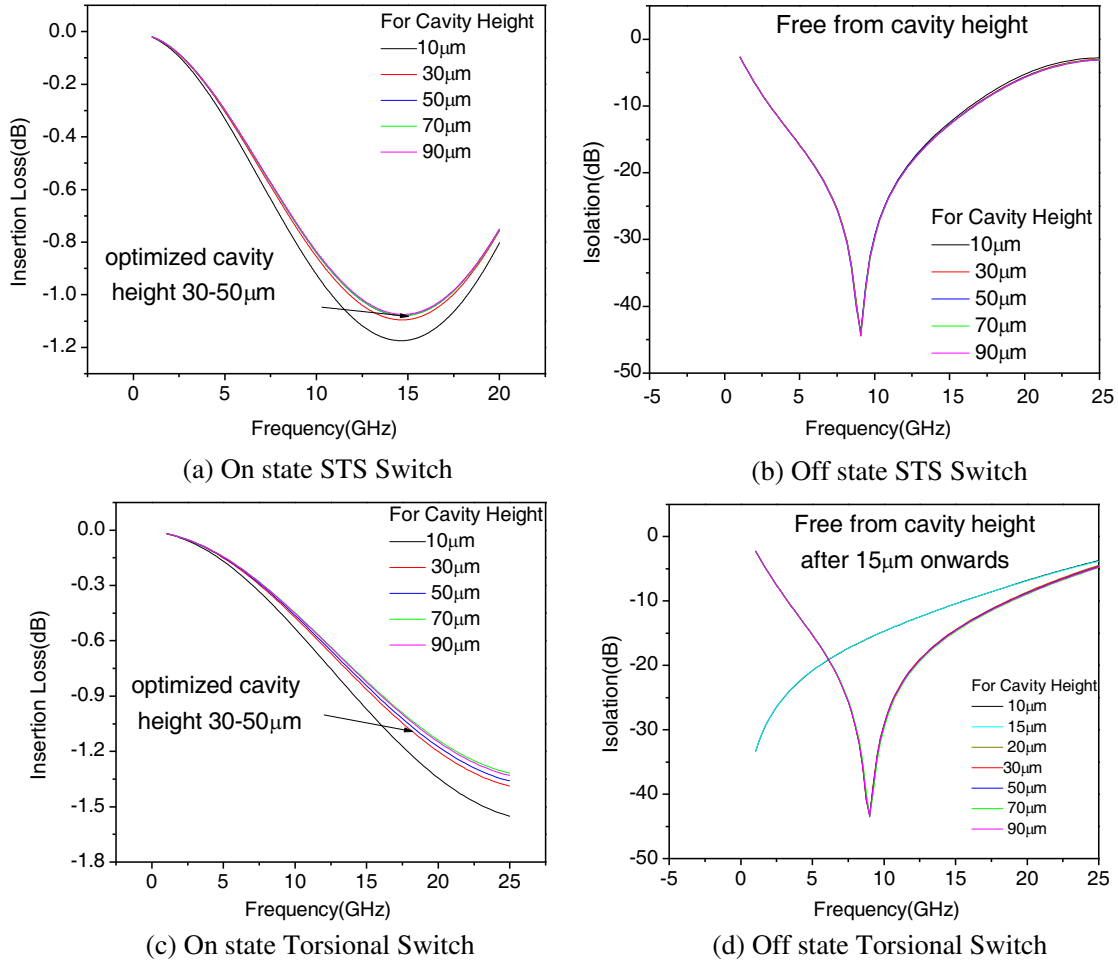 For Cavity Height
10µm
30µm
50µm
70µm
90µm
optimized cavity
height 30-50µm
0.0
-0.2
-0.4
-0.6
-0.8
-1.0
-1.2
Insertion Loss(dB)
0
5
10
15
20
Frequency(GHz)
(a) On state STS Switch
Free from cavity height
For Cavity Height
10µm
30µm
50µm
70µm
90µm
0
-10
-20
-30
-40
-50
Isolation(dB)
-5
0
5
10
15
20
25
Frequency(GHz)
(b) Off state STS Switch
For Cavity Height
10µm
30µm
50µm
70µm
90µm
optimized cavity
height 30-50µm
0.0
-0.3
-0.6
-0.9
-1.2
-1.5
-1.8
Insertion Loss(dB)
0
5
10
15
20
25
Frequency(GHz)
(c) On state Torsional Switch
Free from cavity height
after 15µm onwards
For Cavity Height
10µm
15µm
20µm
30µm
50µm
70µm
90µm
0
-10
-20
-30
-40
-50
Isolation(dB)
-5
0
5
10
15
20
25
Frequency(GHz)
(d) Off state Torsional Switch